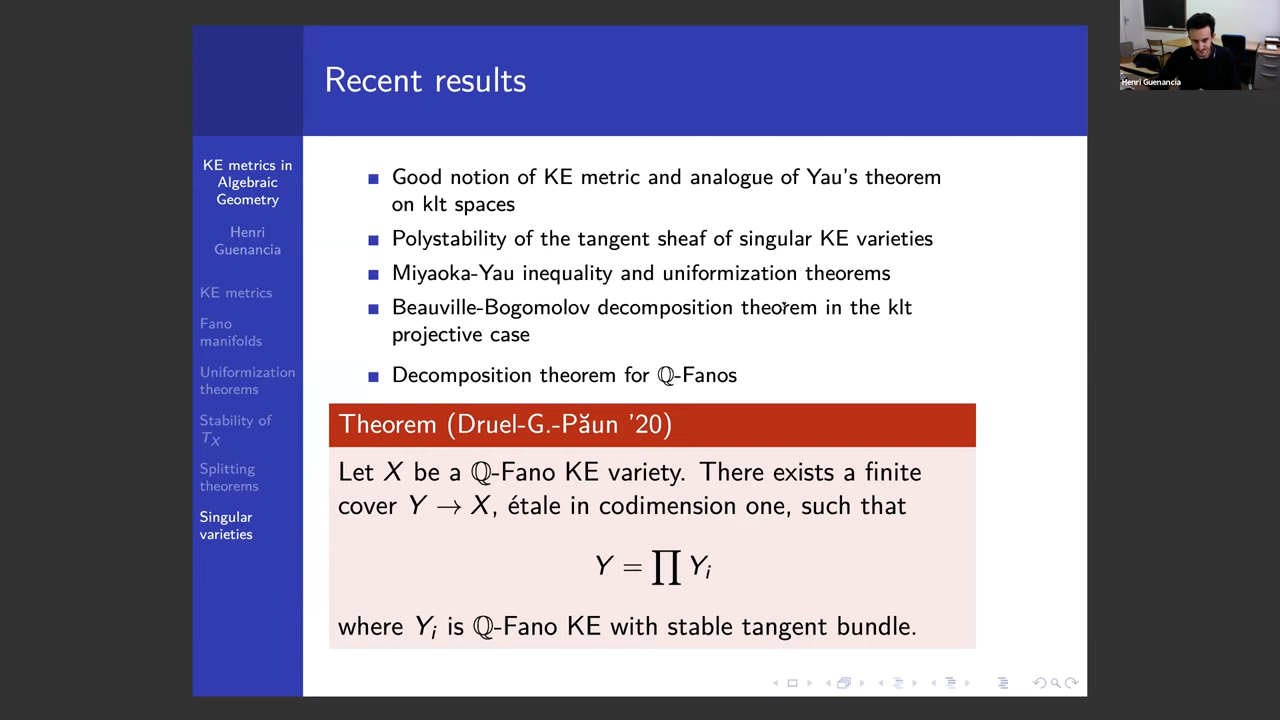 Recent results
KE metrics in
Algebraic
Geometry
Henri
Guenancia
KE metrics
Fano
manifolds
Uniformization
theorems
Stability of
T_X
Splitting
theorems
Singular
varieties
Good notion of KE metric and analogue of Yau's theorem
on klt spaces
Polystability of the tangent sheaf of singular KE varieties
Miyaoka-Yau inequality and uniformization theorems
Beauville-Bogomolov decomposition theorem in the klt
projective case
Decomposition theorem for ℚ-Fanos
Theorem (Druel-G.-Păun '20)
Let X be a ℚ-Fano KE variety. There exists a finite
cover Y → X, étale in codimension one, such that
Y = ∏ Y_i
where Y_i is ℚ-Fano KE with stable tangent bundle.
Henri Guenancia